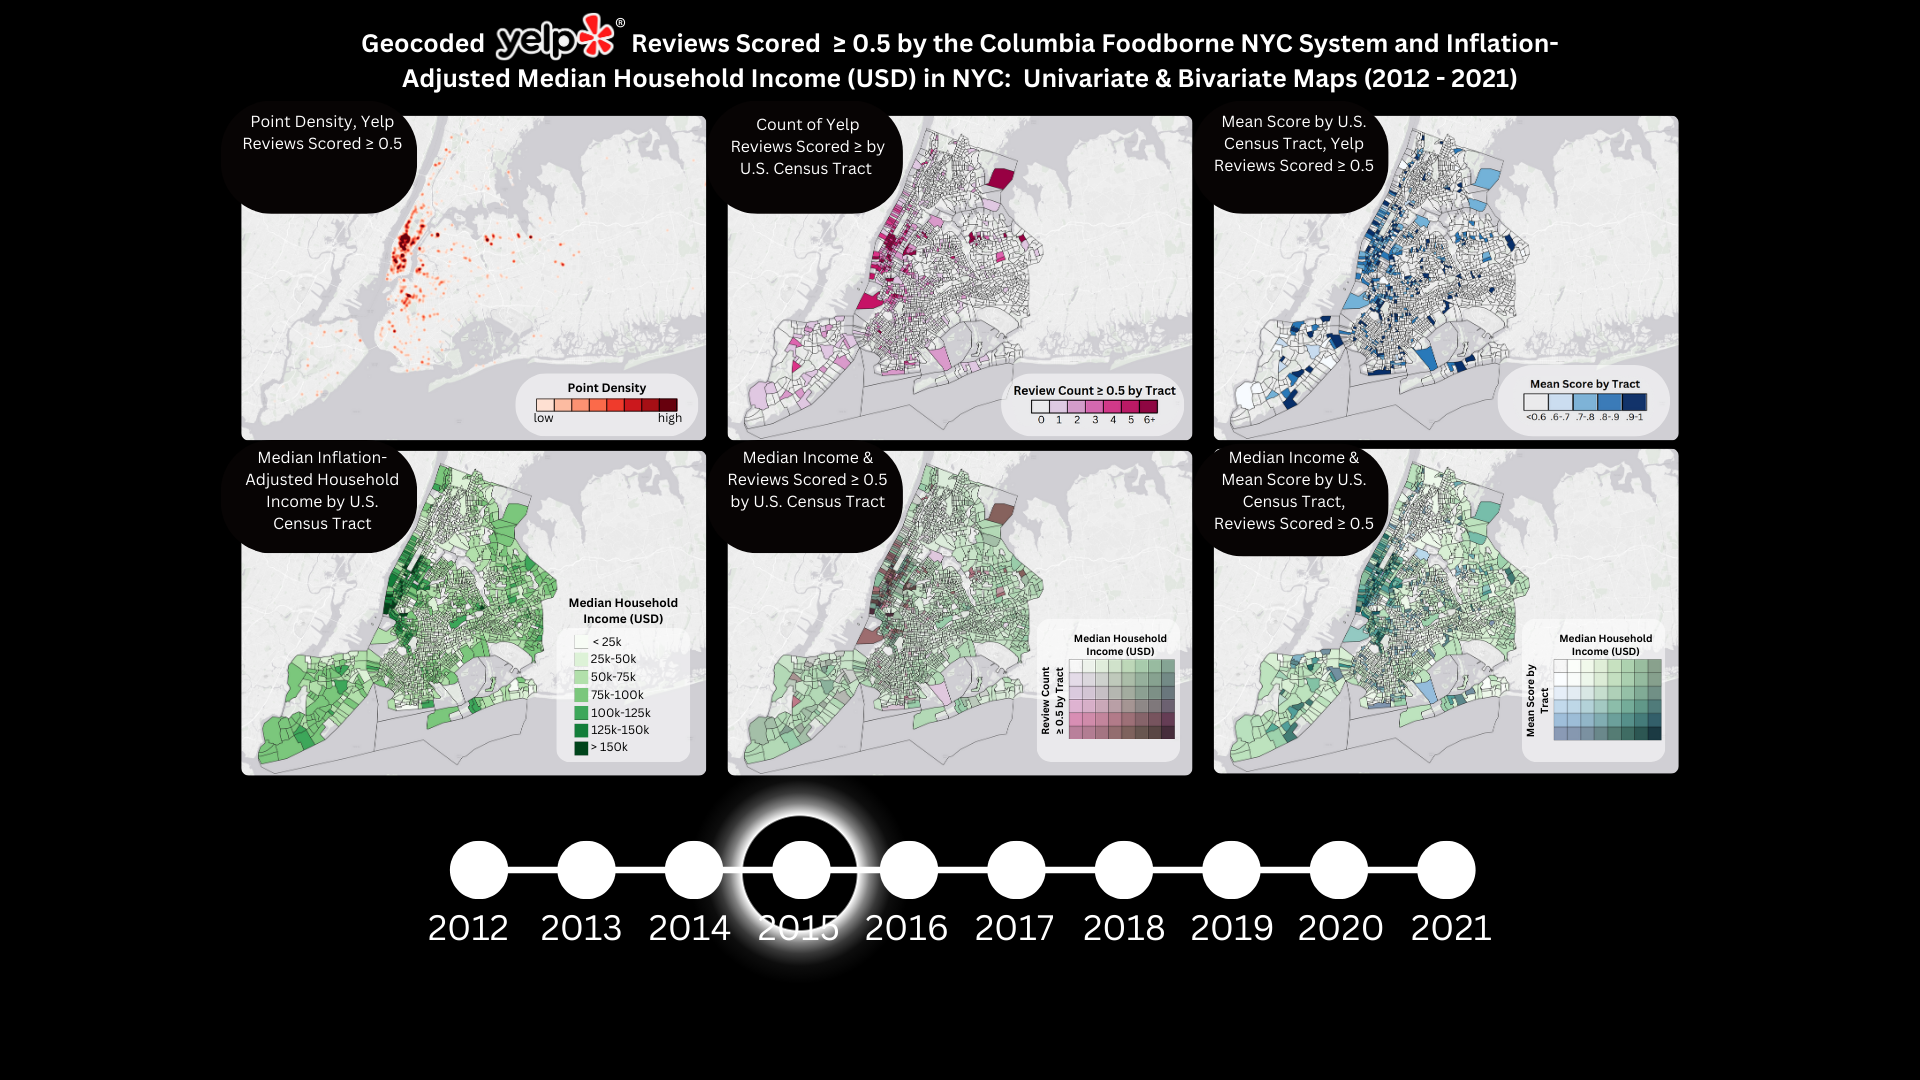 Geocoded yelp® Reviews Scored ≥ 0.5 by the Columbia Foodborne NYC System and Inflation-
Adjusted Median Household Income (USD) in NYC: Univariate & Bivariate Maps (2012 - 2021)
Point Density, Yelp
Reviews Scored ≥ 0.5
Point Density
low high
Count of Yelp
Reviews Scored ≥ by
U.S. Census Tract
Review Count ≥ 0.5 by Tract
0 1 2 3 4 5 6+
Mean Score by U.S.
Census Tract, Yelp
Reviews Scored ≥ 0.5
Mean Score by Tract
<0.6 .6-.7 .7-.8 .8-.9 .9-1
Median Inflation-
Adjusted Household
Income by U.S.
Census Tract
Median Household
Income (USD)
< 25k
25k-50k
50k-75k
75k-100k
100k-125k
125k-150k
> 150k
Median Income &
Reviews Scored ≥ 0.5
by U.S. Census Tract
Median Household
Income (USD)
Review Count
≥ 0.5 by Tract
Median Income &
Mean Score by U.S.
Census Tract,
Reviews Scored ≥ 0.5
Median Household
Income (USD)
Mean Score by
Tract
2012 2013 2014 2015 2016 2017 2018 2019 2020 2021